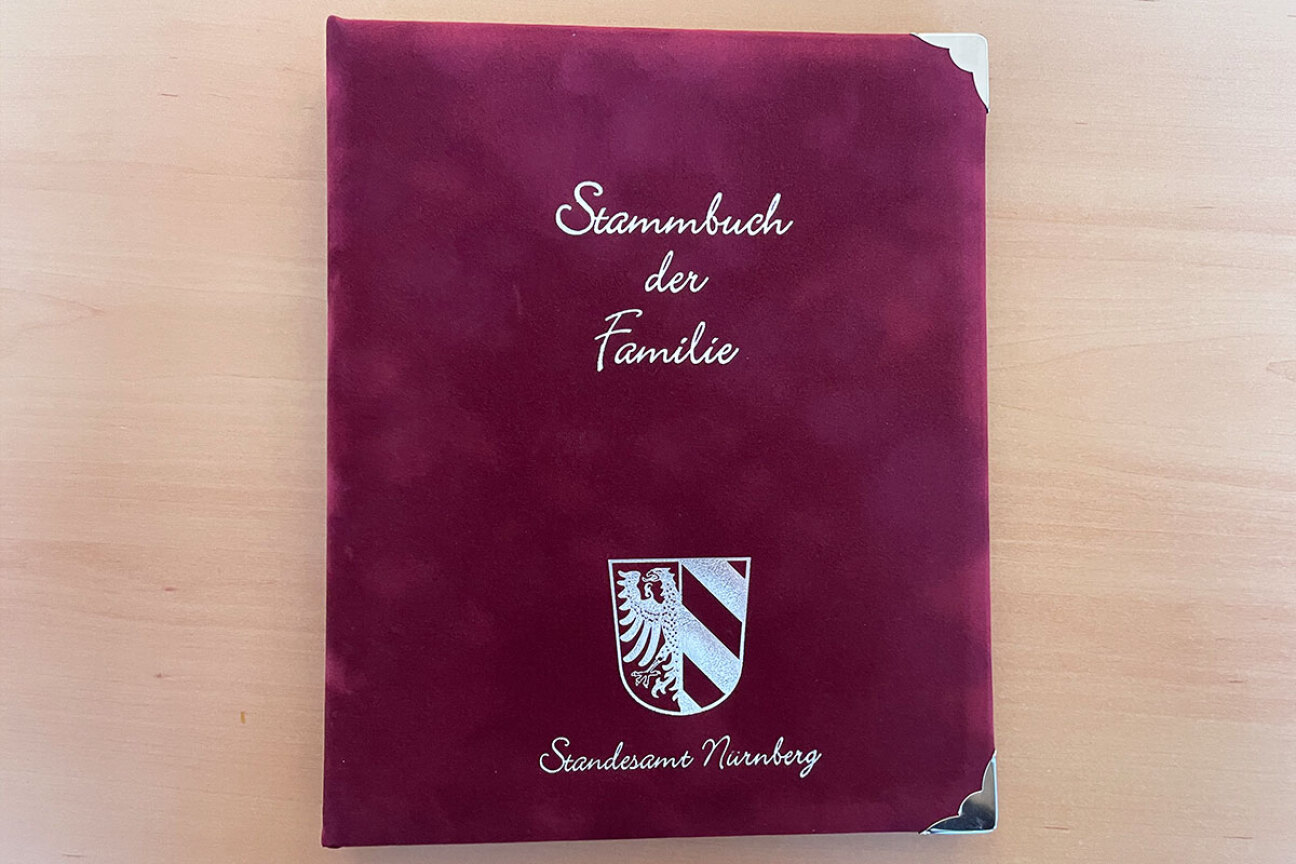 Stammbuch
der
Familie
Standesamt Nürnberg